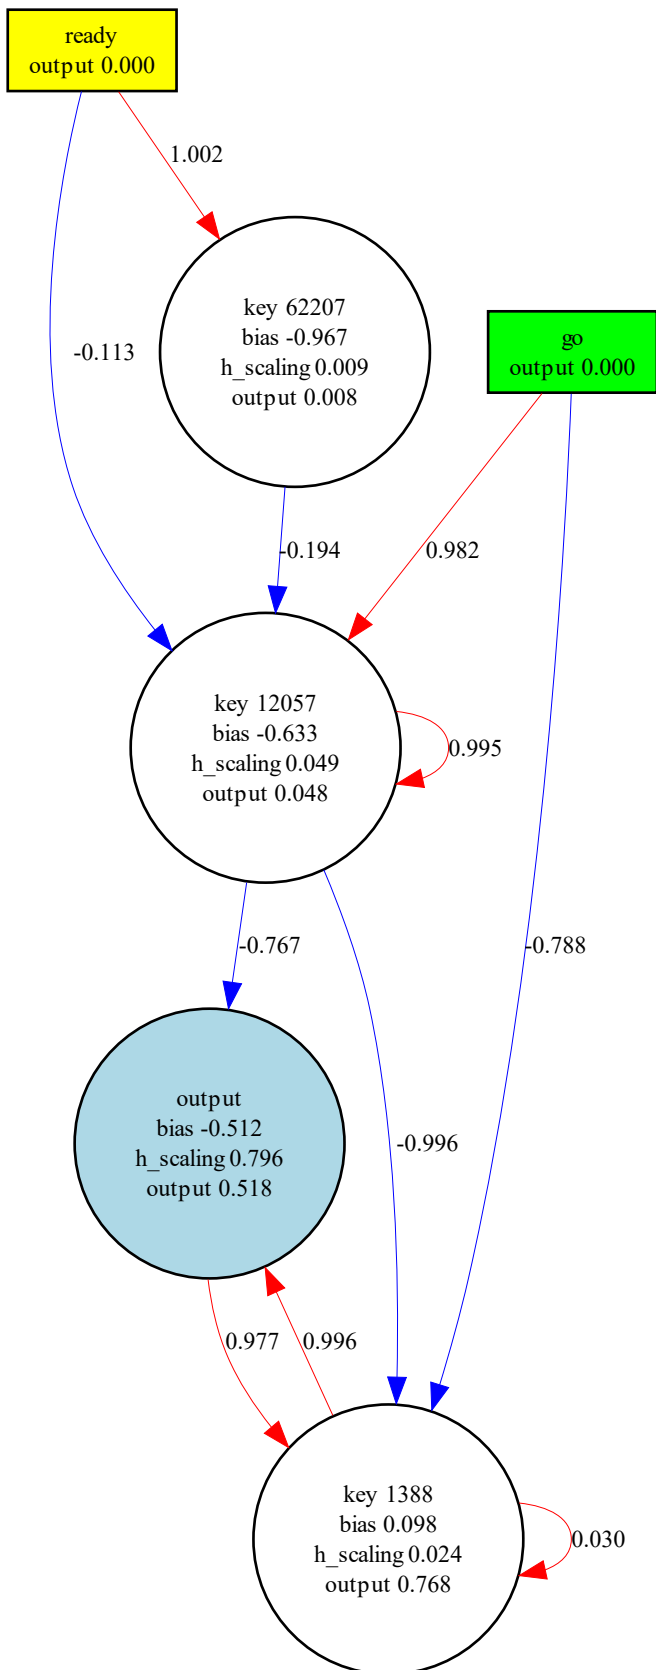 ready
output 0.000
1.002
key 62207
bias -0.967
h_scaling 0.009
output 0.008
go
output 0.000
-0.113
-0.194
0.982
key 12057
bias -0.633
h_scaling 0.049
output 0.048
0.995
-0.767
-0.788
output
bias -0.512
h_scaling 0.796
output 0.518
-0.996
0.977
0.996
key 1388
bias 0.098
h_scaling 0.024
output 0.768
0.030